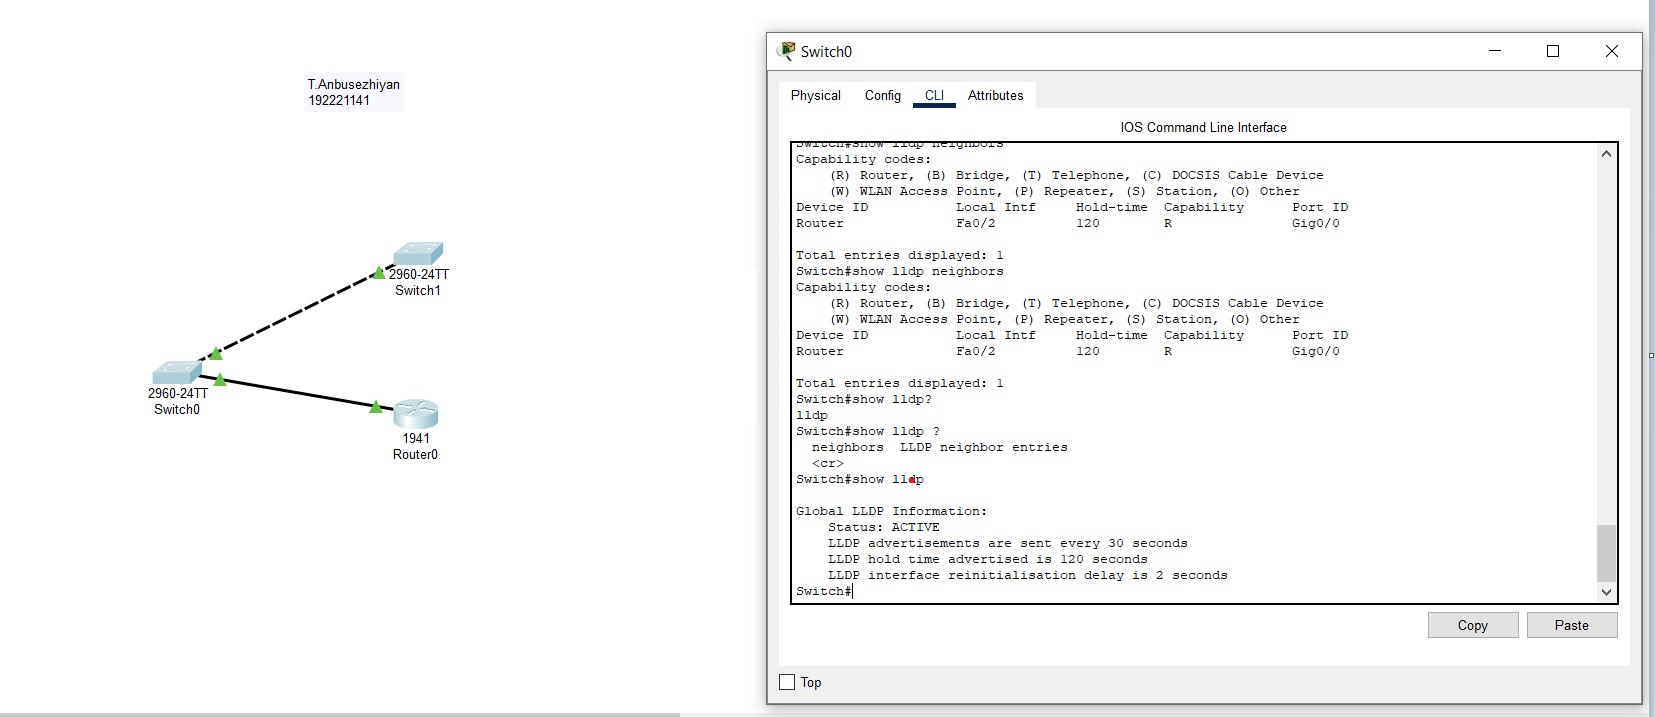 T.Anbusezhiyan
192221141
2960-24TT
Switch1
2960-24TT
Switch0
1941
Router0
Switch0
Physical Config CLI Attributes
IOS Command Line Interface
Switch#show lldp neighbors
Capability codes:
(R) Router, (B) Bridge, (T) Telephone, (C) DOCSIS Cable Device
(W) WLAN Access Point, (P) Repeater, (S) Station, (O) Other
Device ID Local Intf Hold-time Capability Port ID
Router Fa0/2 120 R Gig0/0
Total entries displayed: 1
Switch#show lldp neighbors
Capability codes:
(R) Router, (B) Bridge, (T) Telephone, (C) DOCSIS Cable Device
(W) WLAN Access Point, (P) Repeater, (S) Station, (O) Other
Device ID Local Intf Hold-time Capability Port ID
Router Fa0/2 120 R Gig0/0
Total entries displayed: 1
Switch#show lldp?
lldp
Switch#show lldp ?
neighbors LLDP neighbor entries
<cr>
Switch#show lldp
Global LLDP Information:
Status: ACTIVE
LLDP advertisements are sent every 30 seconds
LLDP hold time advertised is 120 seconds
LLDP interface reinitialisation delay is 2 seconds
Switch#
Copy Paste
Top